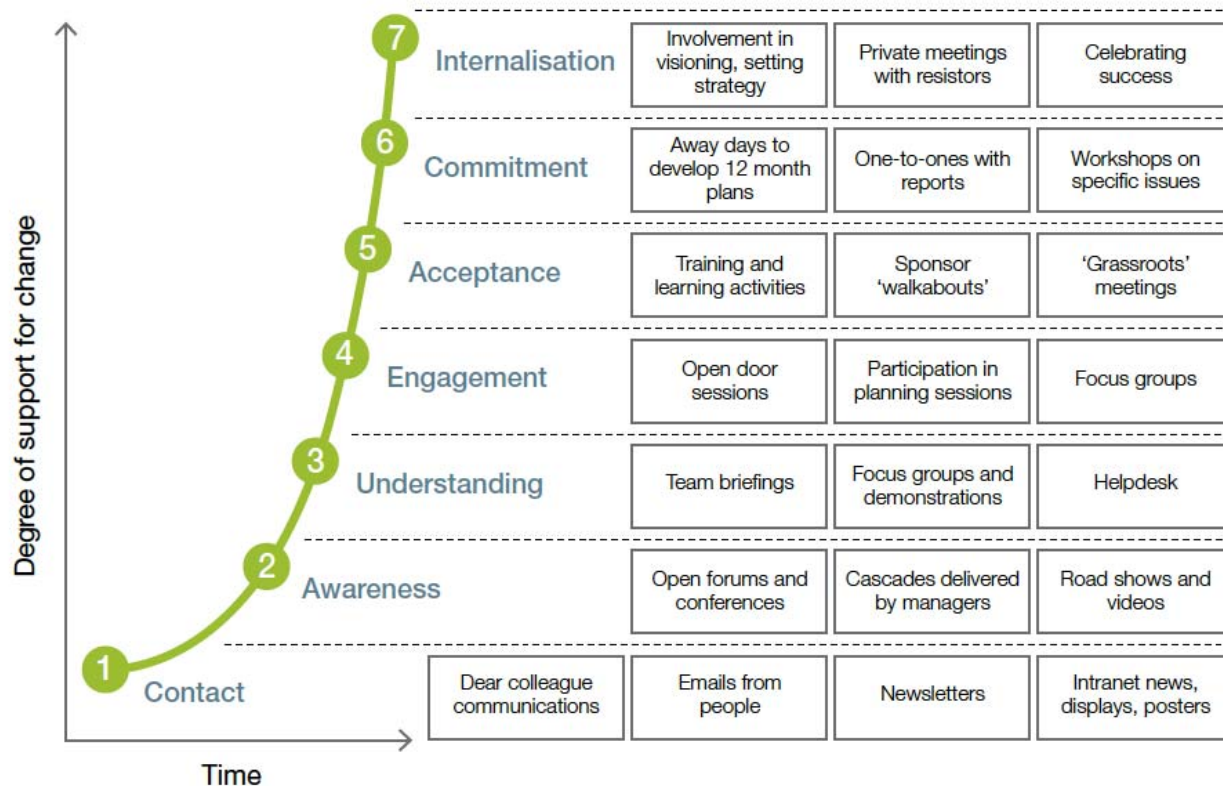 7
Internalisation
Involvement in
visioning, setting
strategy
Private meetings
with resistors
Celebrating
success
6
Commitment
Away days to
develop 12 month
plans
One-to-ones with
reports
Workshops on
specific issues
5
Acceptance
Training and
learning activities
Sponsor
‘walkabouts’
‘Grassroots’
meetings
4
Engagement
Open door
sessions
Participation in
planning sessions
Focus groups
3
Understanding
Team briefings
Focus groups and
demonstrations
Helpdesk
2
Awareness
Open forums and
conferences
Cascades delivered
by managers
Road shows and
videos
1
Contact
Dear colleague
communications
Emails from
people
Newsletters
Intranet news,
displays, posters
Degree of support for change
Time